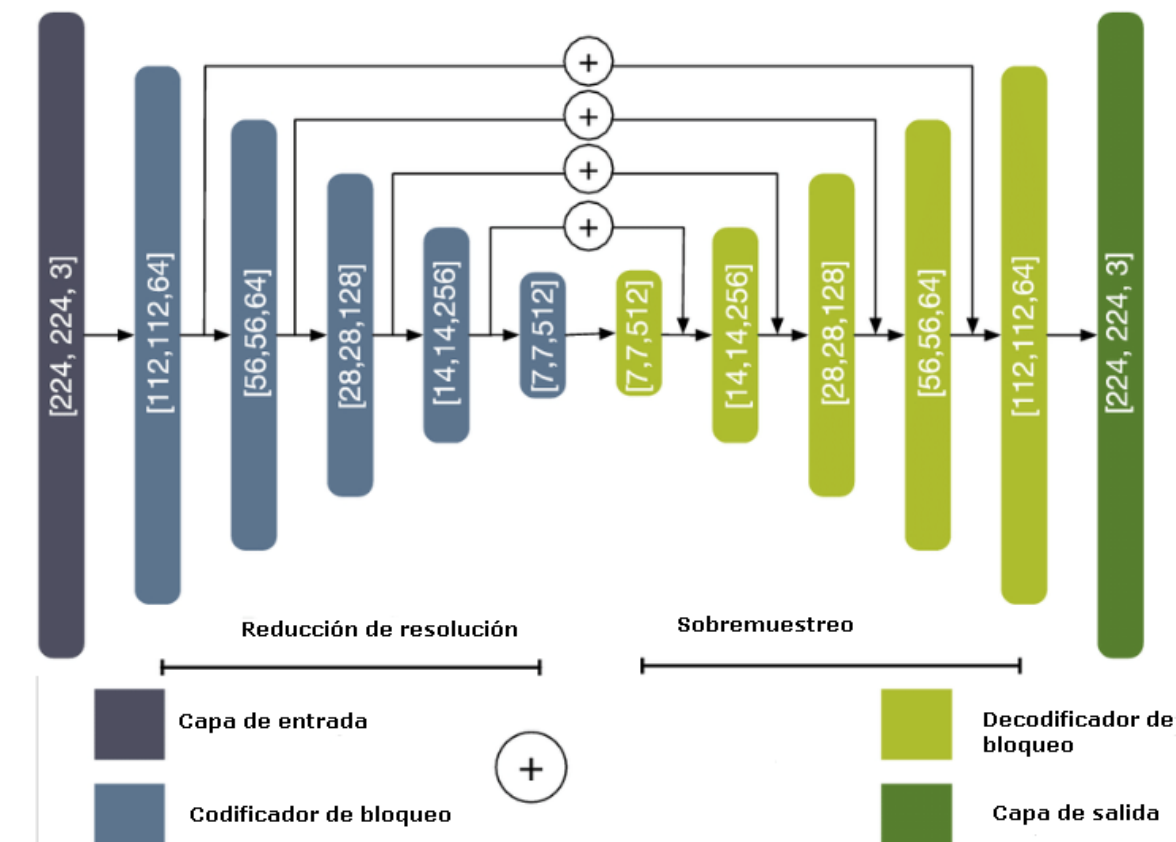 +
+
+
+
[224, 224, 3]
[112,112,64]
[56,56,64]
[28,28,128]
[14,14,256]
[7,7,512]
[7,7,512]
[14,14,256]
[28,28,128]
[56,56,64]
[112,112,64]
[224, 224, 3]
Reducción de resolución
Sobremuestreo
Capa de entrada
Codificador de bloqueo
+
Decodificador de
bloqueo
Capa de salida